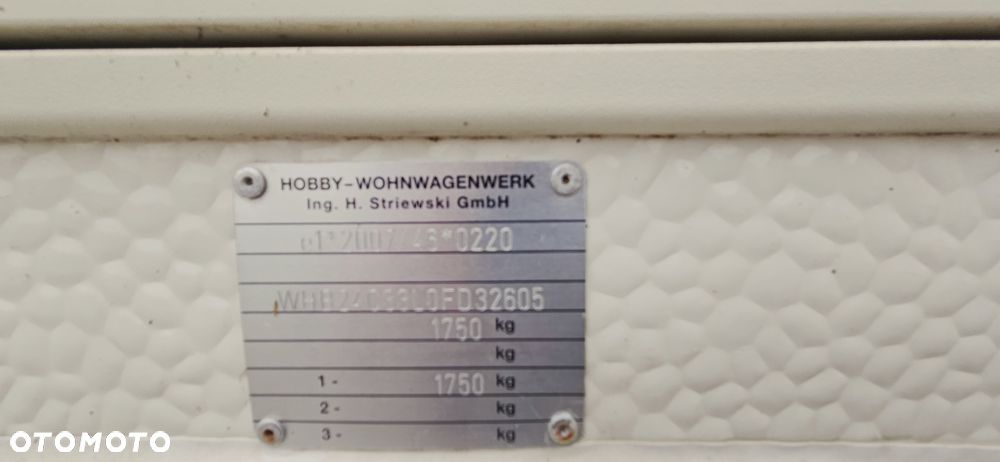 HOBBY-WOHNWAGENWERK
Ing. H. Striewski GmbH
e1*2007/46*0220
1750 kg
kg
1- 1750 kg
2- kg
3- kg
OTOMOTO